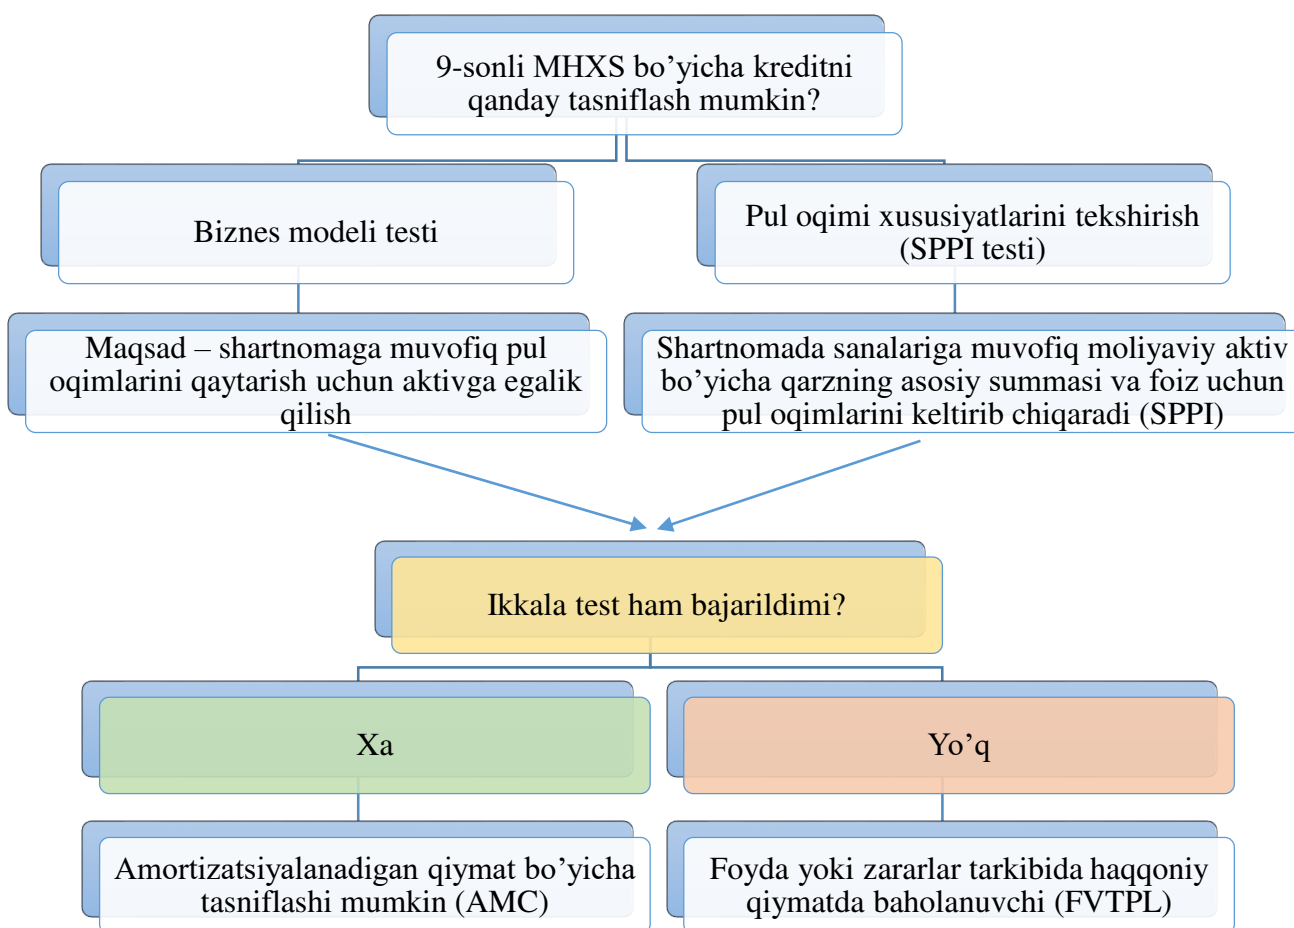 9-sonli MHXS bo’yicha kreditni
qanday tasniflash mumkin?
Biznes modeli testi
Pul oqimi xususiyatlarini tekshirish
(SPPI testi)
Maqsad – shartnomaga muvofiq pul
oqimlarini qaytarish uchun aktivga egalik
qilish
Shartnomada sanalariga muvofiq moliyaviy aktiv
bo’yicha qarzning asosiy summasi va foiz uchun
pul oqimlarini keltirib chiqaradi (SPPI)
Ikkala test ham bajarildimi?
Xa
Yo’q
Amortizatsiyalanadigan qiymat bo’yicha
tasniflashi mumkin (AMC)
Foyda yoki zararlar tarkibida haqqoniy
qiymatda baholanuvchi (FVTPL)